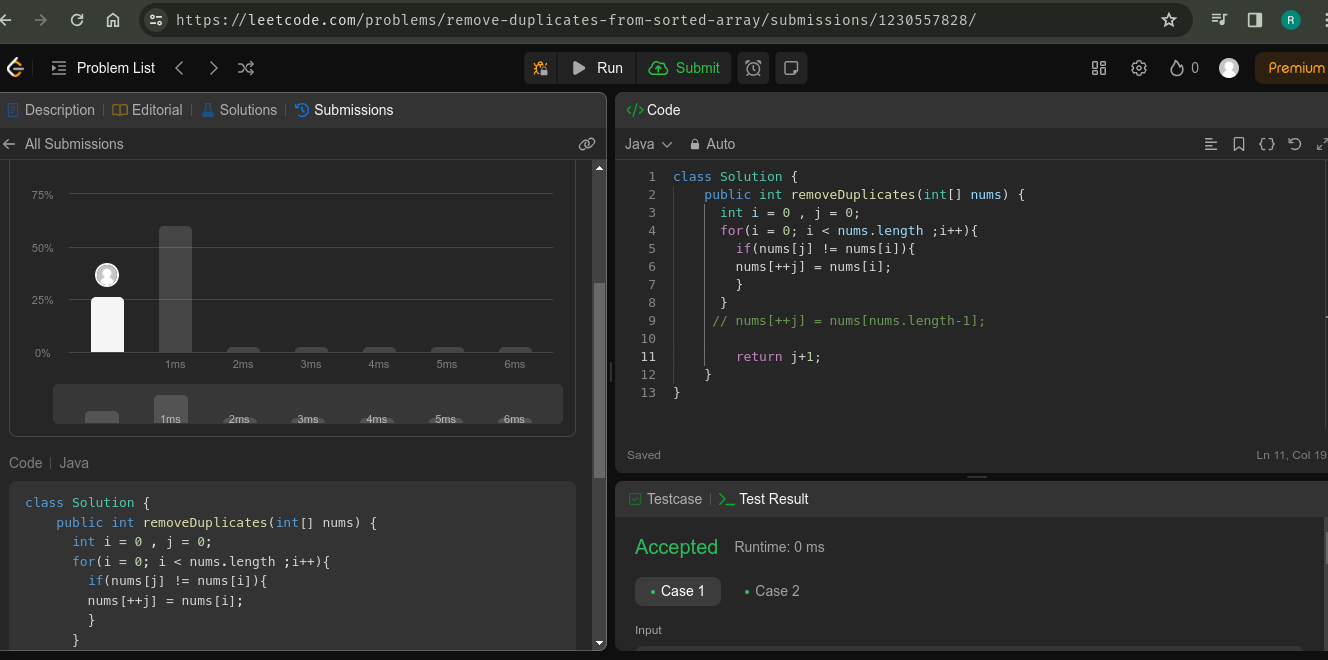 https://leetcode.com/problems/remove-duplicates-from-sorted-array/submissions/1230557828/
R
Problem List
Run
Submit
0
Premium
Description
Editorial
Solutions
Submissions
All Submissions
75%
50%
25%
0%
1ms 2ms 3ms 4ms 5ms 6ms
1ms 2ms 3ms 4ms 5ms 6ms
Code Java
class Solution {
public int removeDuplicates(int[] nums) {
int i = 0 , j = 0;
for(i = 0; i < nums.length ;i++){
if(nums[j] != nums[i]){
nums[++j] = nums[i];
}
}
</> Code
Java Auto
1 class Solution {
2 public int removeDuplicates(int[] nums) {
3 int i = 0 , j = 0;
4 for(i = 0; i < nums.length ;i++){
5 if(nums[j] != nums[i]){
6 nums[++j] = nums[i];
7 }
8 }
9 // nums[++j] = nums[nums.length-1];
10
11 return j+1;
12 }
13 }
Saved
Ln 11, Col 19
Testcase
Test Result
Accepted Runtime: 0 ms
Case 1 Case 2
Input